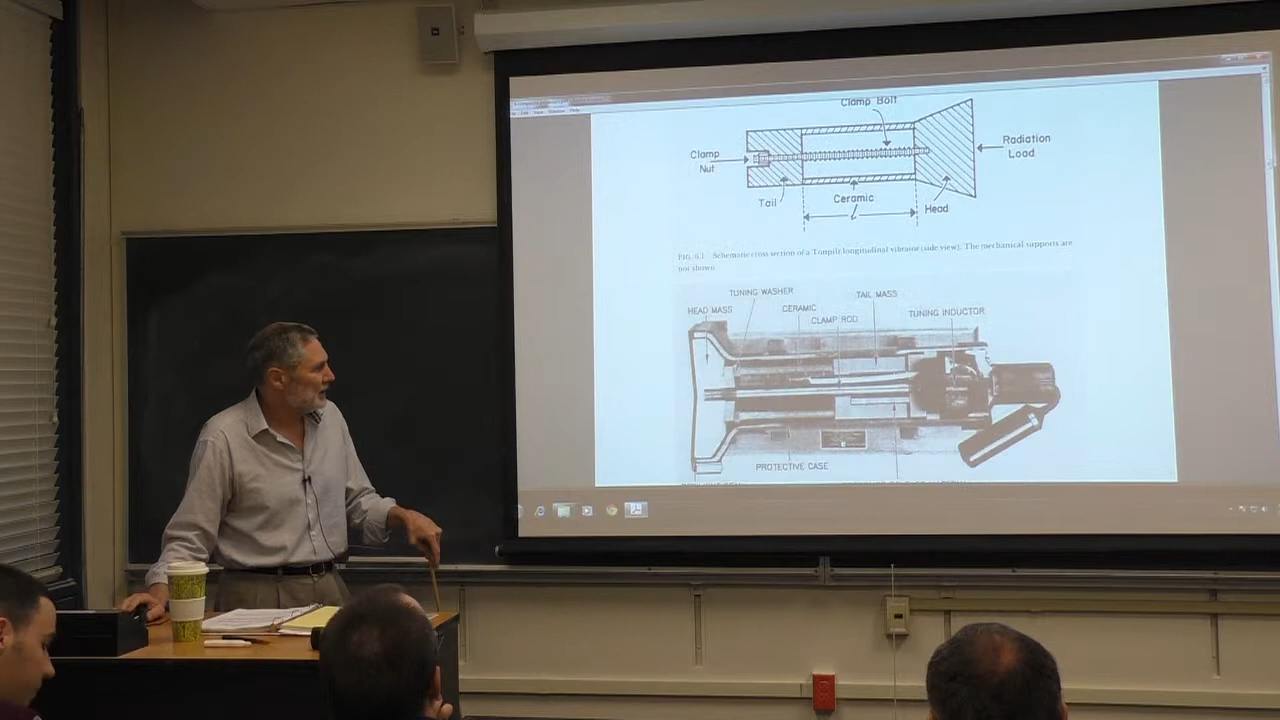 Clamp Bolt
Clamp
Nut
Radiation
Load
Tail
Ceramic
l
Head
FIG. 6.1 Schematic cross section of a Tonpilz longitudinal vibrator (side view). The mechanical supports are
not shown
TUNING WASHER
TAIL MASS
HEAD MASS
CERAMIC
CLAMP ROD
TUNING INDUCTOR
PROTECTIVE CASE